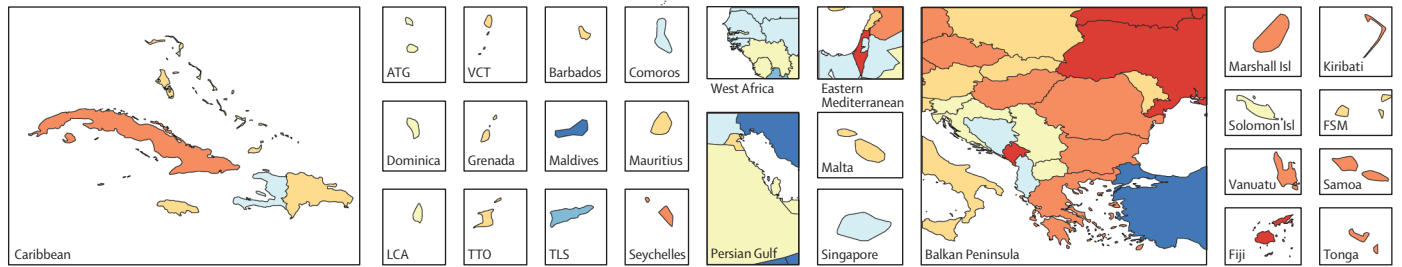 Caribbean
ATG
VCT
Barbados
Comoros
West Africa
Eastern
Mediterranean
Marshall Isl
Kiribati
Dominica
Grenada
Maldives
Mauritius
Malta
Solomon Isl
FSM
LCA
TTO
TLS
Seychelles
Persian Gulf
Singapore
Balkan Peninsula
Vanuatu
Samoa
Fiji
Tonga